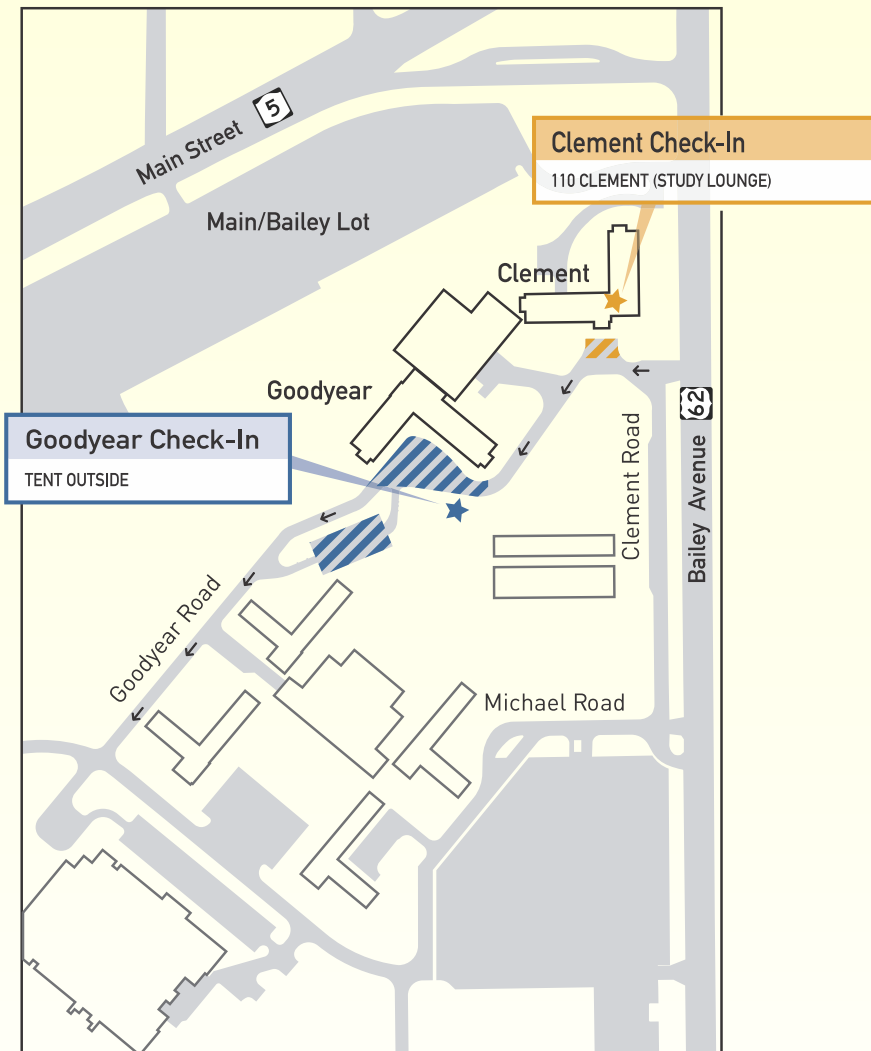 Main Street
5
Clement Check-In
110 CLEMENT (STUDY LOUNGE)
Main/Bailey Lot
Clement
Goodyear
62
Goodyear Check-In
TENT OUTSIDE
Clement Road
Bailey Avenue
Goodyear Road
Michael Road